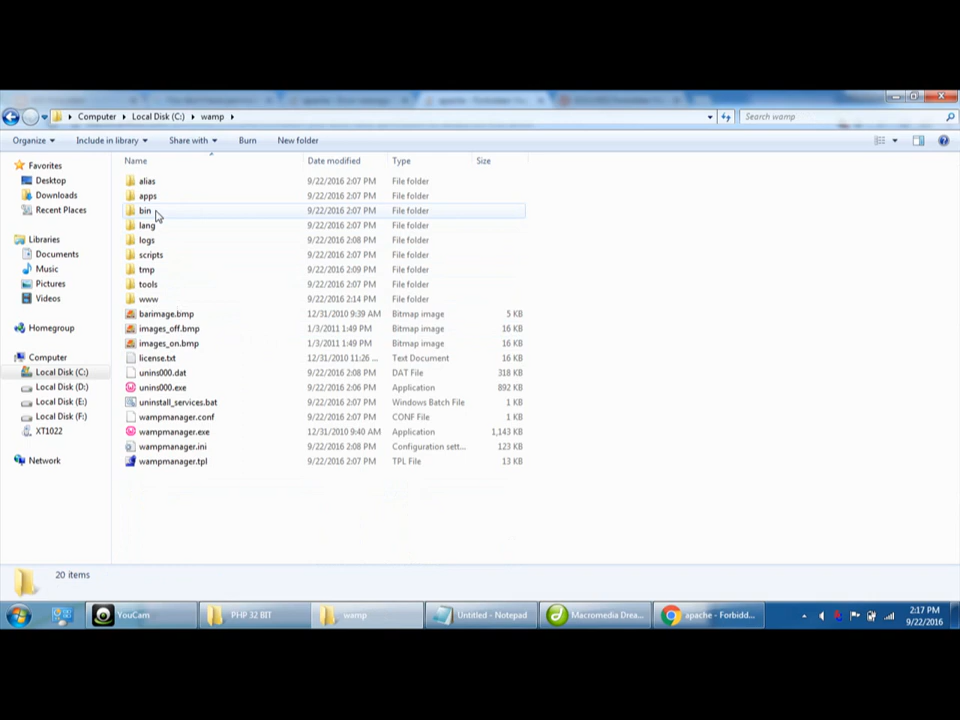 Computer Local Disk (C:) wamp
Search wamp
Organize Include in library Share with Burn New folder
Name Date modified Type Size
Favorites
Desktop
Downloads
Recent Places
Libraries
Documents
Music
Pictures
Videos
Homegroup
Computer
Local Disk (C:)
Local Disk (D:)
Local Disk (E:)
Local Disk (F:)
XT1022
Network
alias 9/22/2016 2:07 PM File folder
apps 9/22/2016 2:07 PM File folder
bin 9/22/2016 2:07 PM File folder
lang 9/22/2016 2:07 PM File folder
logs 9/22/2016 2:08 PM File folder
scripts 9/22/2016 2:07 PM File folder
tmp 9/22/2016 2:09 PM File folder
tools 9/22/2016 2:07 PM File folder
www 9/22/2016 2:14 PM File folder
barimage.bmp 12/31/2010 9:39 AM Bitmap image 5 KB
images_off.bmp 1/3/2011 1:49 PM Bitmap image 16 KB
images_on.bmp 1/3/2011 1:49 PM Bitmap image 16 KB
license.txt 12/31/2010 11:26 ... Text Document 16 KB
unins000.dat 9/22/2016 2:08 PM DAT File 318 KB
unins000.exe 9/22/2016 2:06 PM Application 892 KB
uninstall_services.bat 9/22/2016 2:07 PM Windows Batch File 1 KB
wampmanager.conf 9/22/2016 2:07 PM CONF File 1 KB
wampmanager.exe 12/31/2010 9:40 AM Application 1,143 KB
wampmanager.ini 9/22/2016 2:08 PM Configuration sett... 123 KB
wampmanager.tpl 9/22/2016 2:07 PM TPL File 13 KB
20 items
YouCam PHP 32 BIT wamp Untitled - Notepad Macromedia Drea... apache - Forbidd...
2:17 PM
9/22/2016